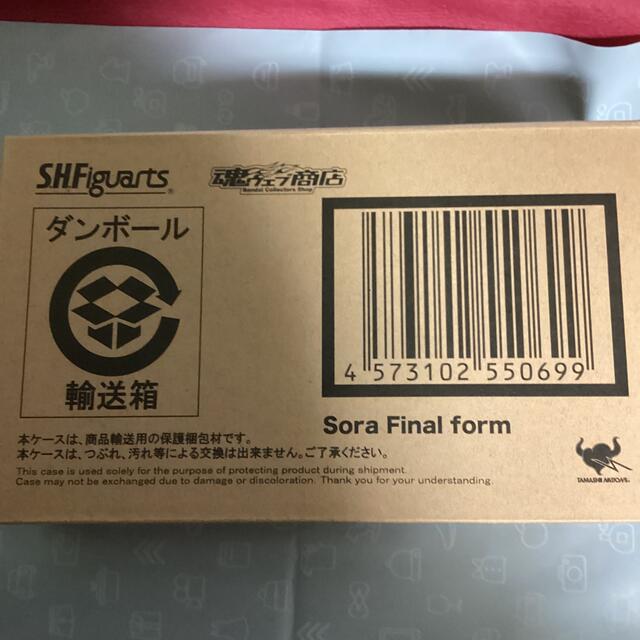 S.H.Figuarts®
魂ウェブ商店
Bandai Collectors Shop
ダンボール
輸送箱
4 573102 550699
Sora Final form
本ケースは、商品輸送用の保護梱包材です。
本ケースは、つぶれ、汚れ等による交換は出来ません。ご了承ください。
This case is used solely for the purpose of protecting product during shipment.
Case may not be exchanged due to damage or discoloration. Thank you for your understanding.
TAMASHII NATIONS